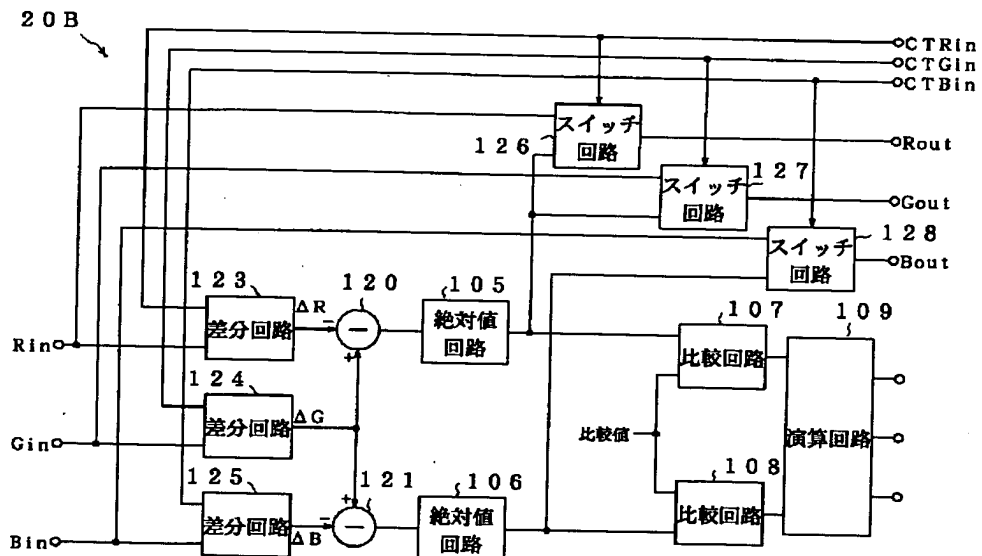 20B
CTRin
CTGin
CTBin
スイッチ
回路
126
Rout
スイッチ
回路
127
Gout
スイッチ
回路
128
Bout
123
差分回路
ΔR
−
120
−
+
105
絶対値
回路
107
比較回路
109
演算回路
Rin
124
差分回路
ΔG
Gin
比較値
125
差分回路
ΔB
−
+
121
−
106
絶対値
回路
108
比較回路
Bin